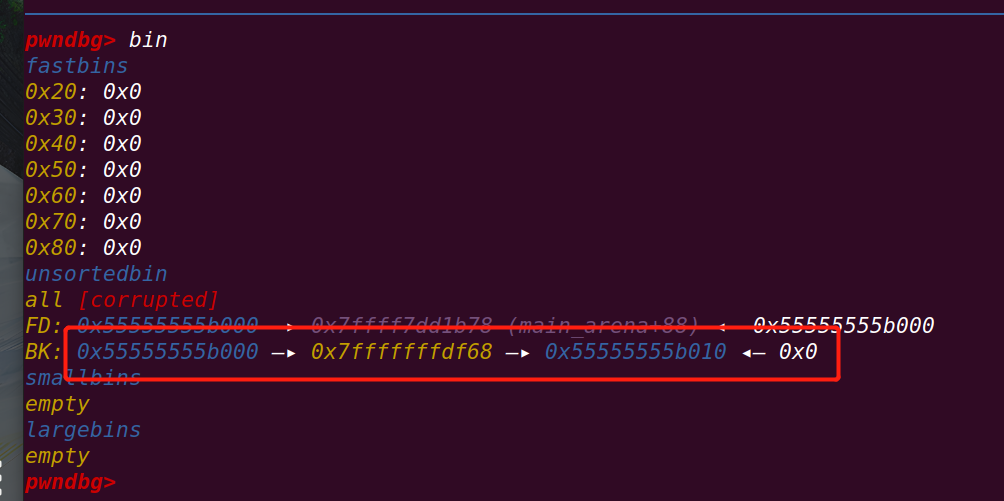 pwndbg> bin
fastbins
0x20: 0x0
0x30: 0x0
0x40: 0x0
0x50: 0x0
0x60: 0x0
0x70: 0x0
0x80: 0x0
unsortedbin
all [corrupted]
FD: 0x55555555b000 —▸ 0x7ffff7dd1b78 (main_arena+88) ◂— 0x55555555b000
BK: 0x55555555b000 —▸ 0x7fffffffdf68 —▸ 0x55555555b010 ◂— 0x0
smallbins
empty
largebins
empty
pwndbg>